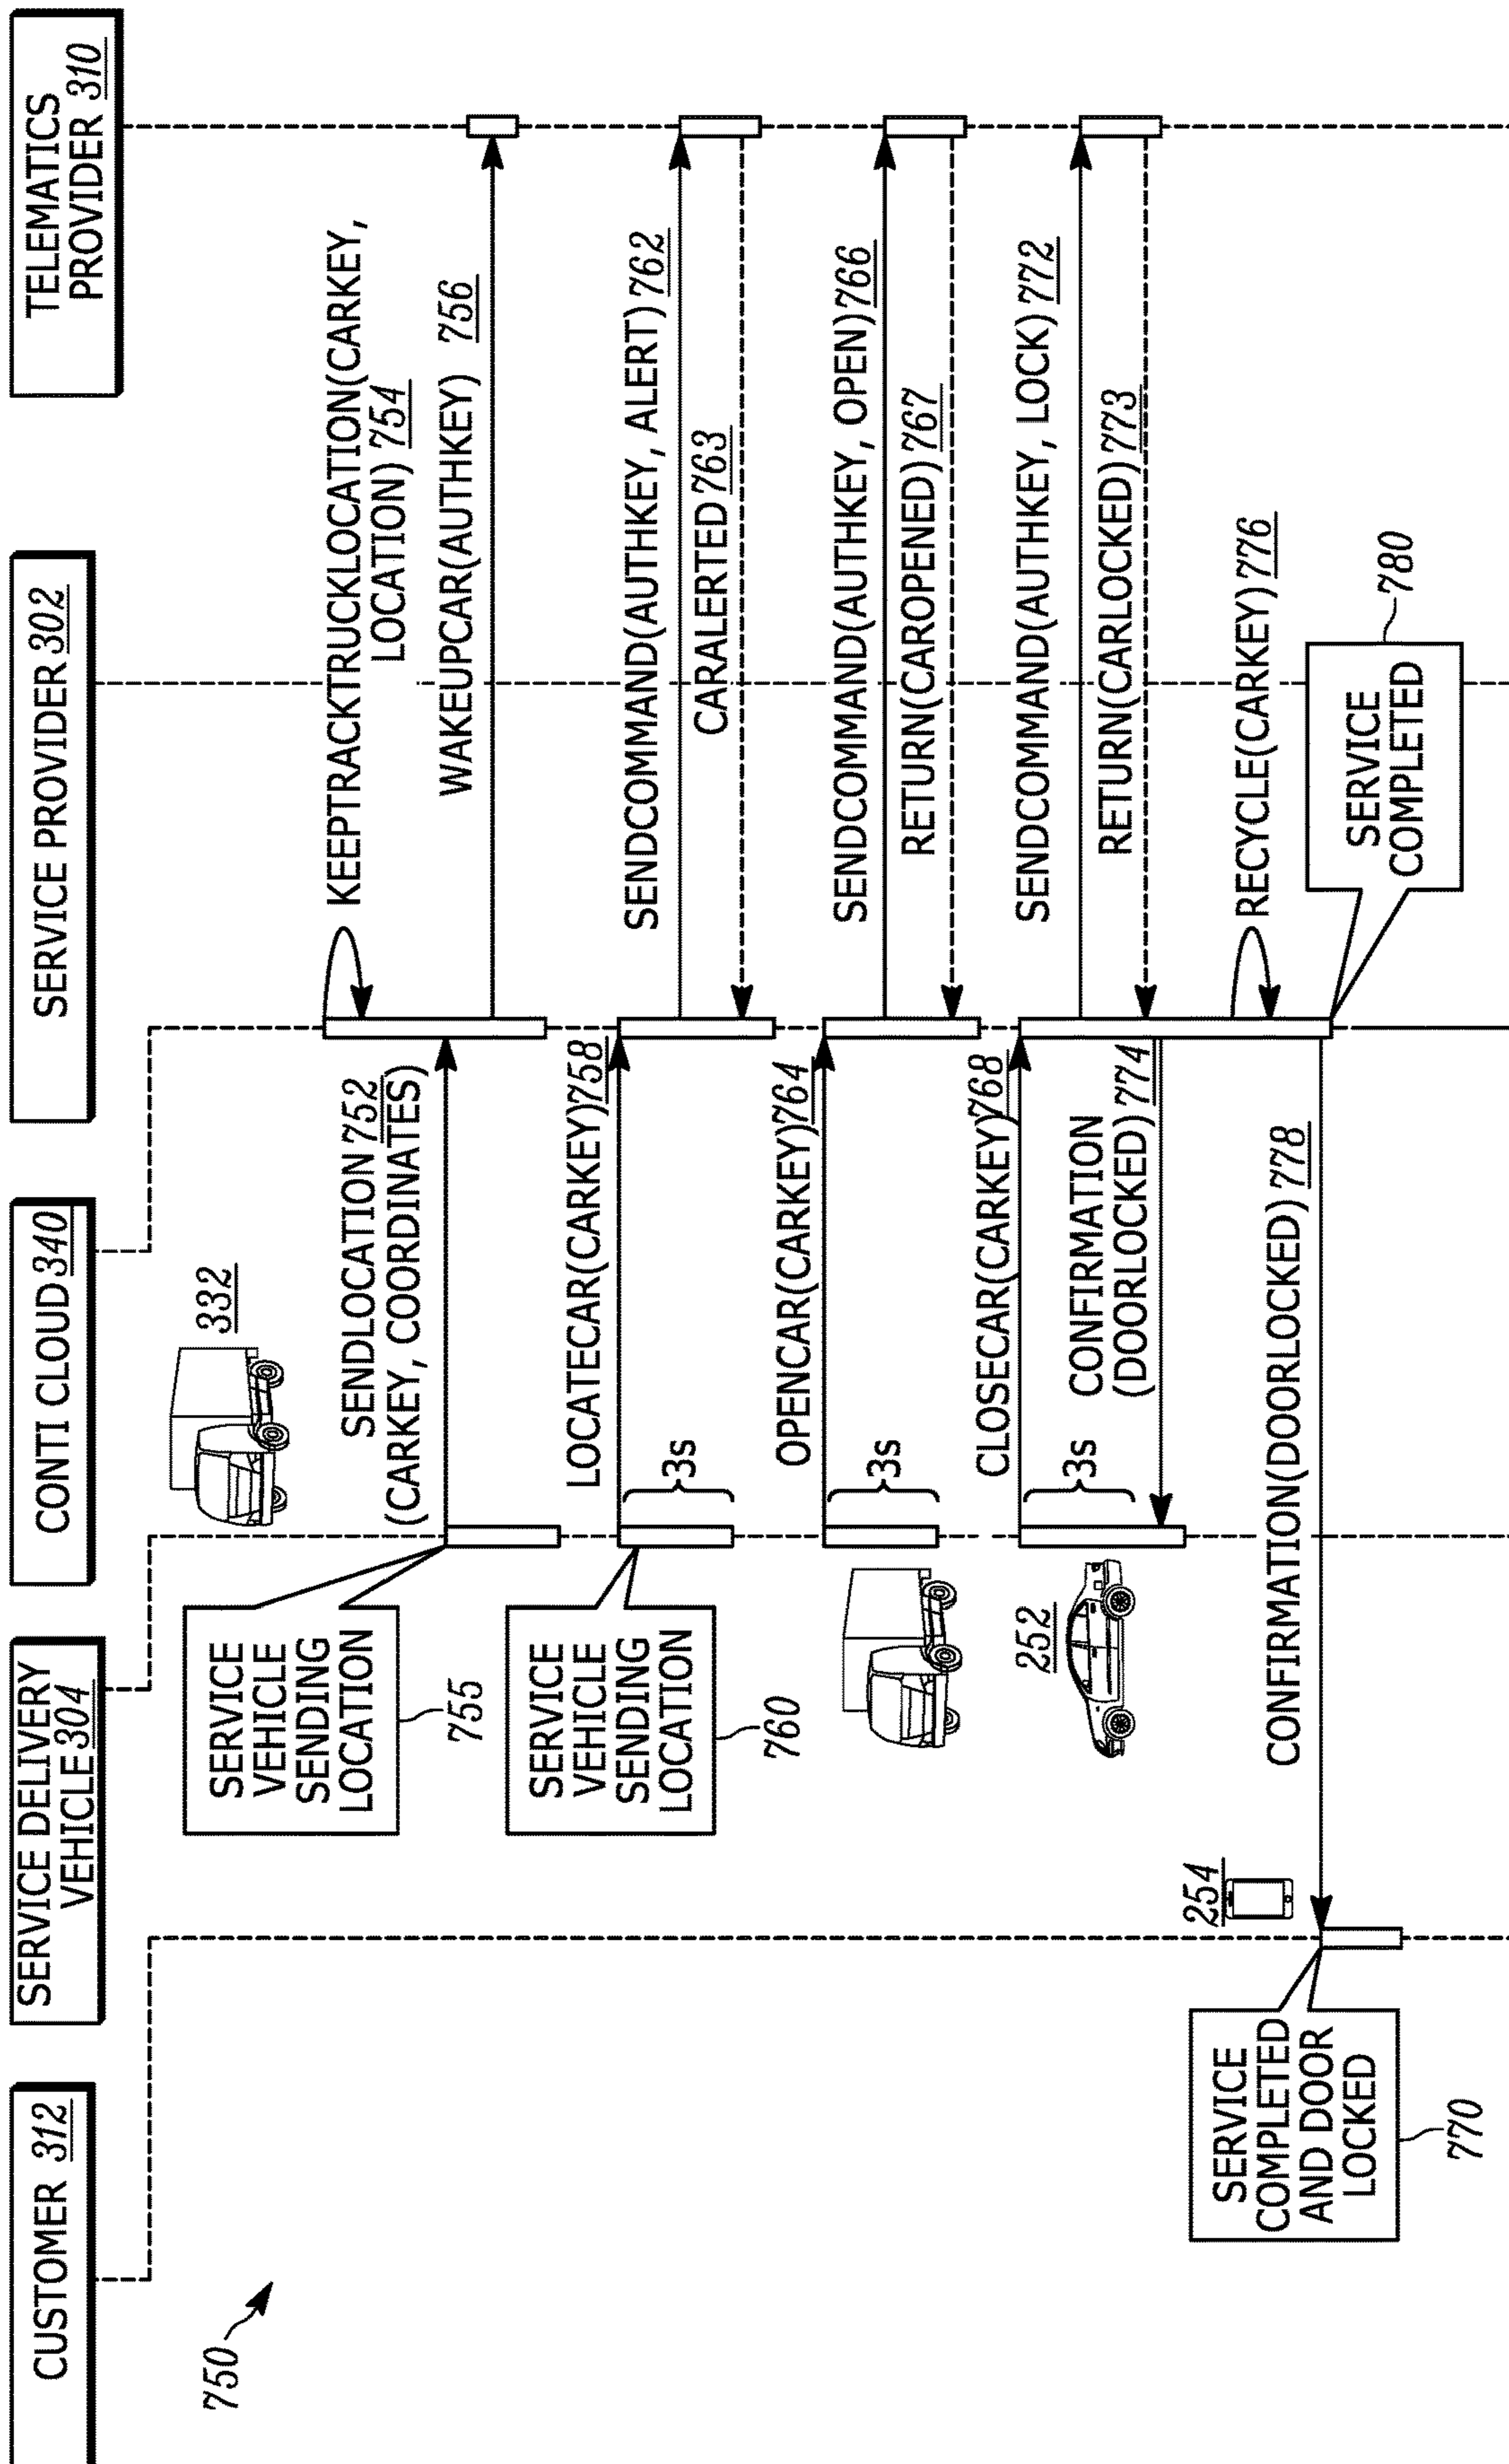 CUSTOMER 312
SERVICE DELIVERY
VEHICLE 304
CONTI CLOUD 340
SERVICE PROVIDER 302
TELEMATICS
PROVIDER 310
750
332
SERVICE
VEHICLE
SENDING
LOCATION
755
SENDLOCATION 752
(CARKEY, COORDINATES)
KEEPTRACKTRUCKLOCATION(CARKEY,
LOCATION) 754
WAKEUPCAR(AUTHKEY) 756
SERVICE
VEHICLE
SENDING
LOCATION
760
LOCATECAR(CARKEY) 758
3s
SENDCOMMAND(AUTHKEY, ALERT) 762
CARALERTED 763
OPENCAR(CARKEY) 764
3s
SENDCOMMAND(AUTHKEY, OPEN) 766
RETURN(CAROPENED) 767
252
CLOSECAR(CARKEY) 768
3s
SENDCOMMAND(AUTHKEY, LOCK) 772
RETURN(CARLOCKED) 773
CONFIRMATION
(DOORLOCKED) 774
RECYCLE(CARKEY) 776
254
CONFIRMATION(DOORLOCKED) 778
SERVICE
COMPLETED
AND DOOR
LOCKED
770
SERVICE
COMPLETED
780